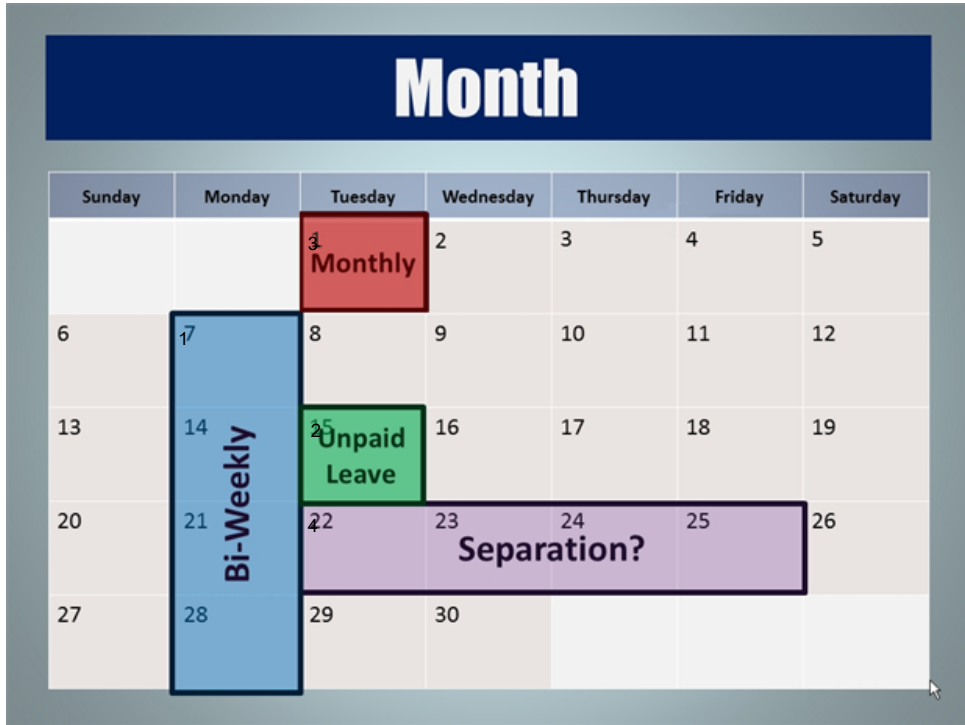 Month
Sunday Monday Tuesday Wednesday Thursday Friday Saturday
1 2 3 4 5
3
Monthly
6 7 8 9 10 11 12
1
13 14 15 16 17 18 19
2
Unpaid
Leave
Bi-Weekly
20 21 22 23 24 25 26
4
Separation?
27 28 29 30